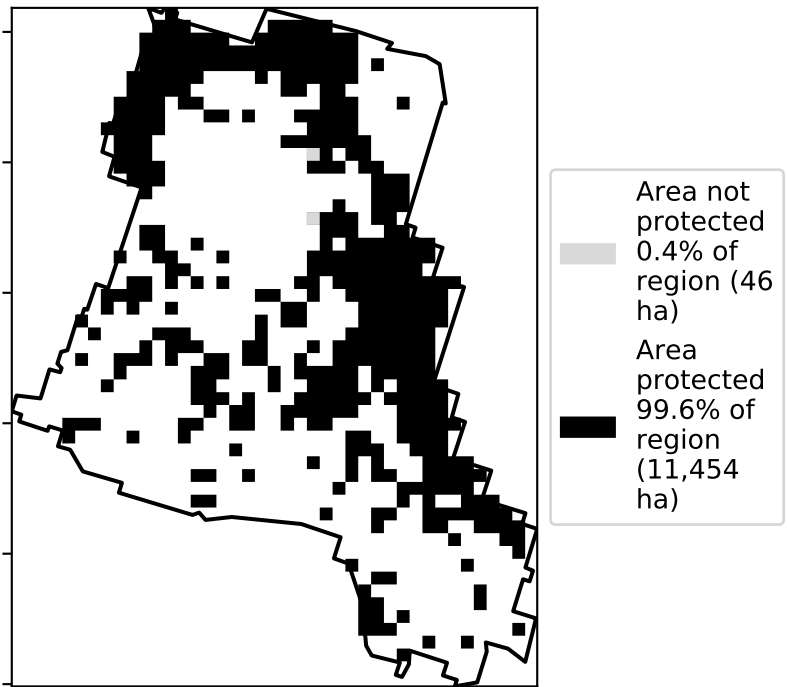 Area not
protected
0.4% of
region (46
ha)
Area
protected
99.6% of
region
(11,454
ha)